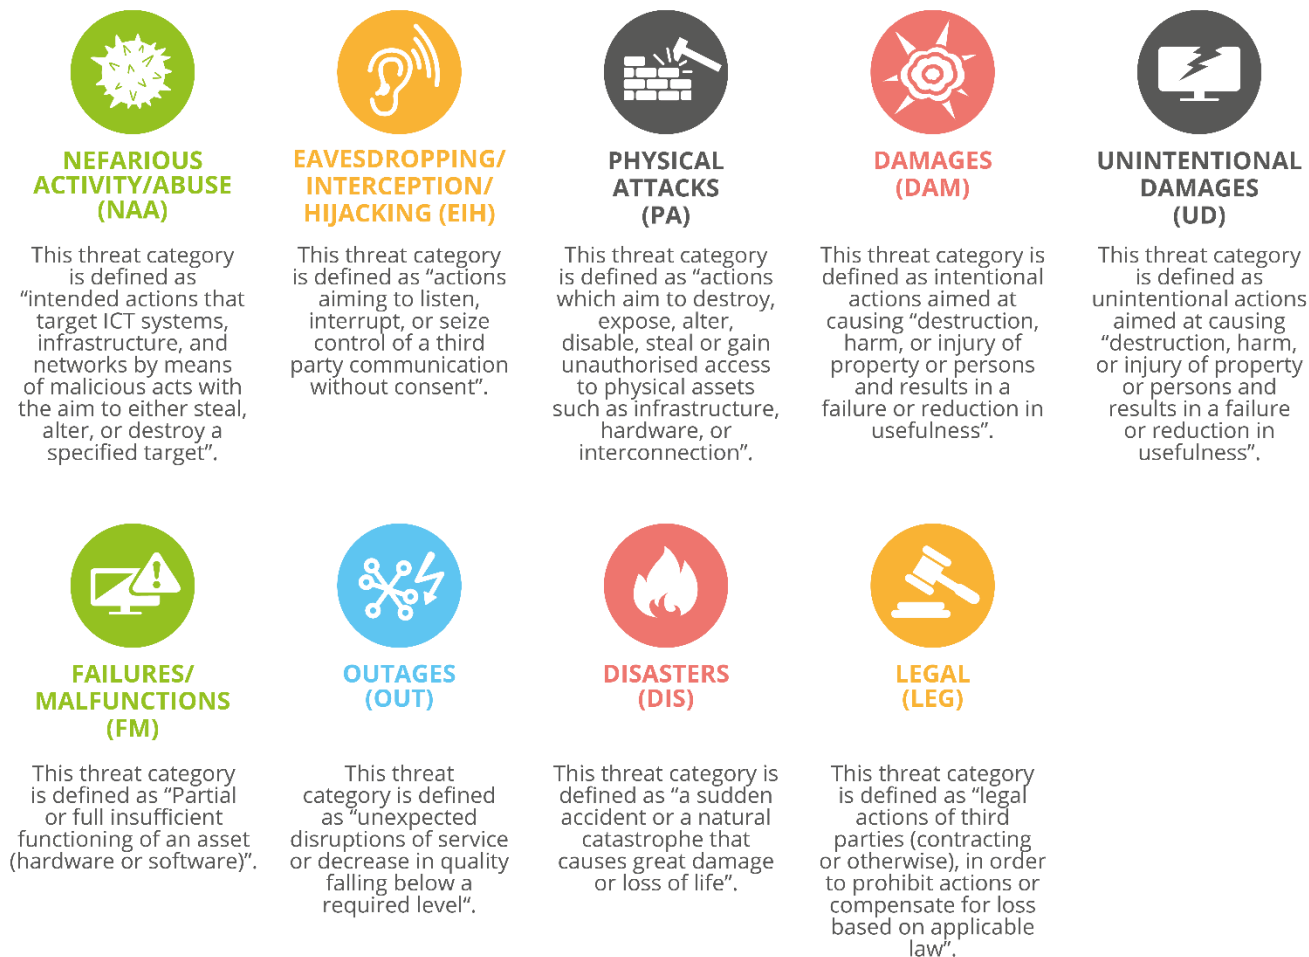 NEFARIOUS
ACTIVITY/ABUSE
(NAA)
This threat category
is defined as
“intended actions that
target ICT systems,
infrastructure, and
networks by means
of malicious acts with
the aim to either steal,
alter, or destroy a
specified target”.
EAVESDROPPING/
INTERCEPTION/
HIJACKING (EIH)
This threat category
is defined as “actions
aiming to listen,
interrupt, or seize
control of a third
party communication
without consent”.
PHYSICAL
ATTACKS
(PA)
This threat category
is defined as “actions
which aim to destroy,
expose, alter,
disable, steal or gain
unauthorised access
to physical assets
such as infrastructure,
hardware, or
interconnection”.
DAMAGES
(DAM)
This threat category is
defined as intentional
actions aimed at
causing “destruction,
harm, or injury of
property or persons
and results in a
failure or reduction in
usefulness”.
UNINTENTIONAL
DAMAGES
(UD)
This threat category
is defined as
unintentional actions
aimed at causing
“destruction, harm,
or injury of property
or persons and
results in a failure
or reduction in
usefulness”.
FAILURES/
MALFUNCTIONS
(FM)
This threat category
is defined as “Partial
or full insufficient
functioning of an asset
(hardware or software)”.
OUTAGES
(OUT)
This threat
category is defined
as “unexpected
disruptions of service
or decrease in quality
falling below a
required level“.
DISASTERS
(DIS)
This threat category is
defined as “a sudden
accident or a natural
catastrophe that
causes great damage
or loss of life”.
LEGAL
(LEG)
This threat category
is defined as “legal
actions of third
parties (contracting
or otherwise), in order
to prohibit actions or
compensate for loss
based on applicable
law”.